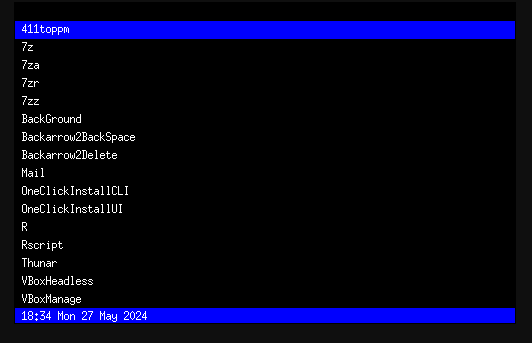 411toppm
7z
7za
7zr
7zz
BackGround
Backarrow2BackSpace
Backarrow2Delete
Mail
OneClickInstallCLI
OneClickInstallUI
R
Rscript
Thunar
VBoxHeadless
VBoxManage
18:34 Mon 27 May 2024